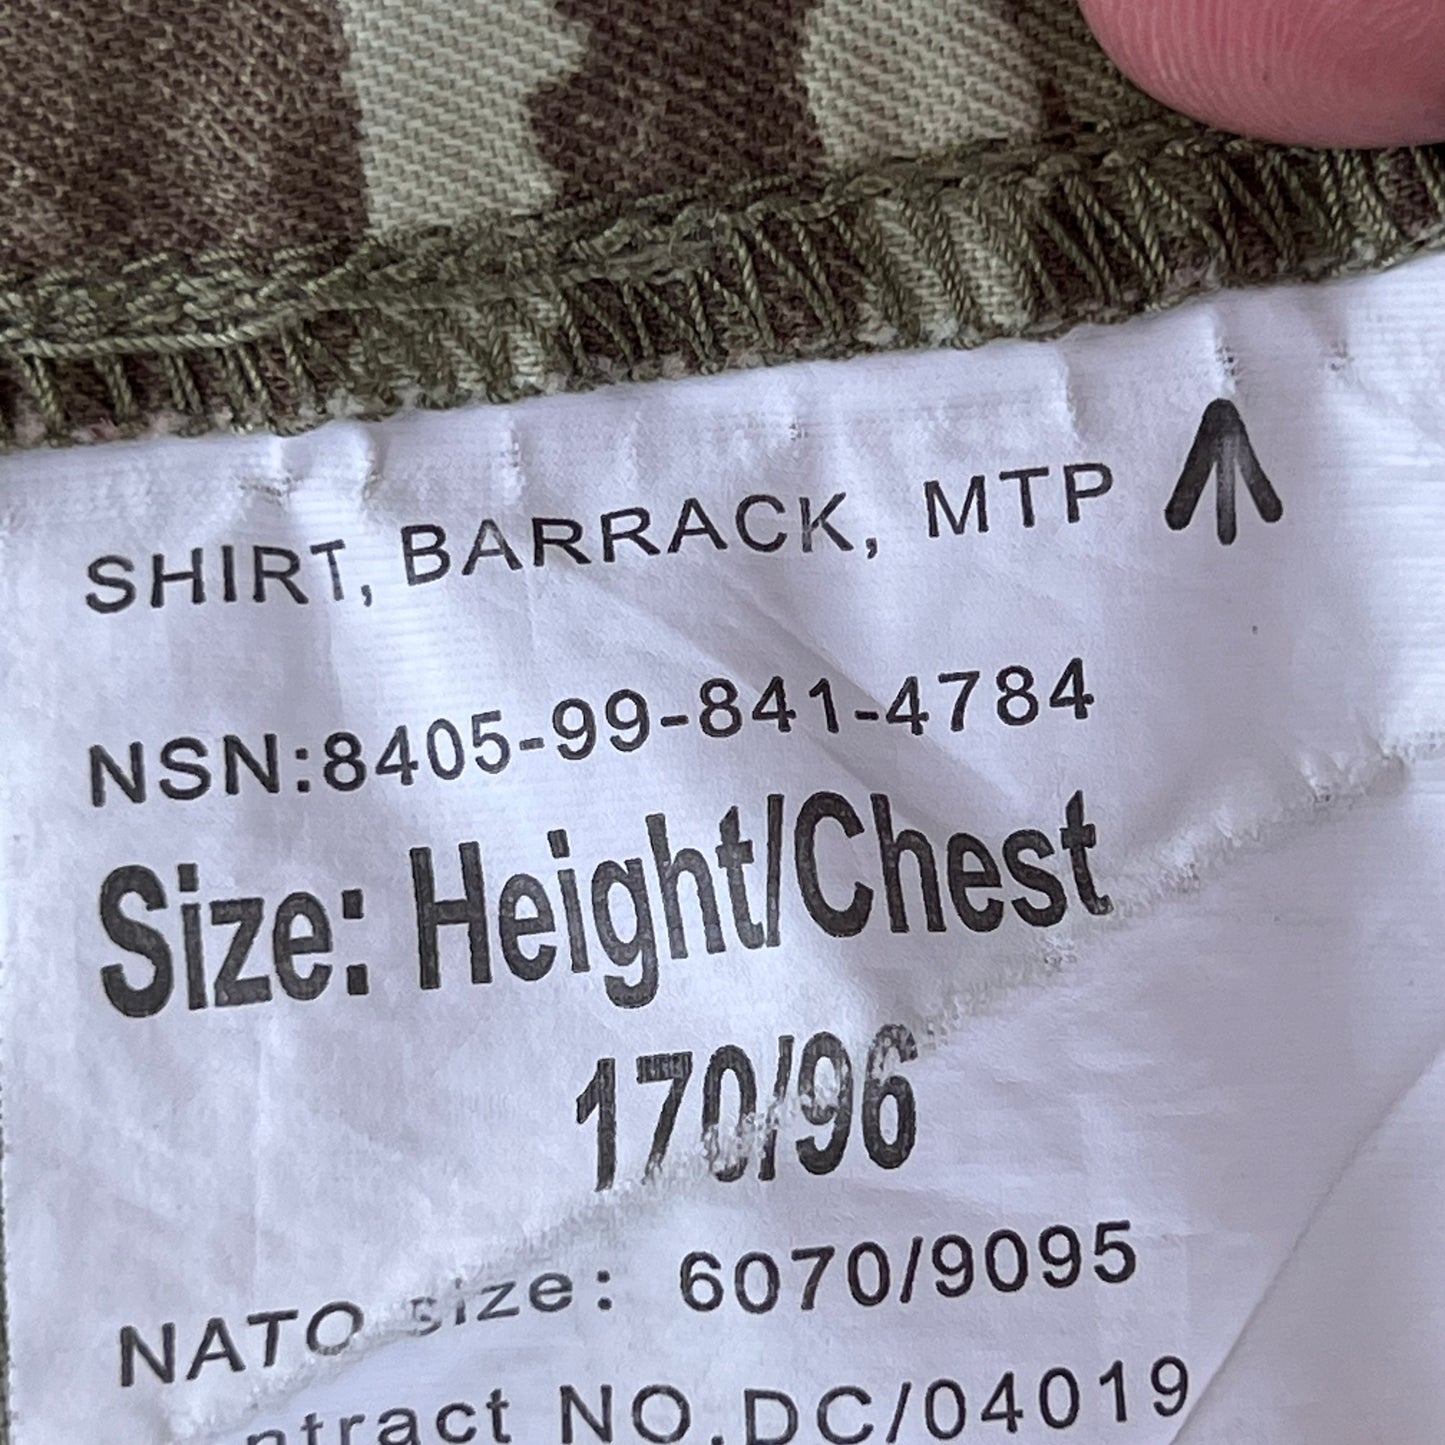 SHIRT, BARRACK, MTP
NSN:8405-99-841-4784
Size: Height/Chest
170/96
NATO size: 6070/9095
ntract NO.DC/04019